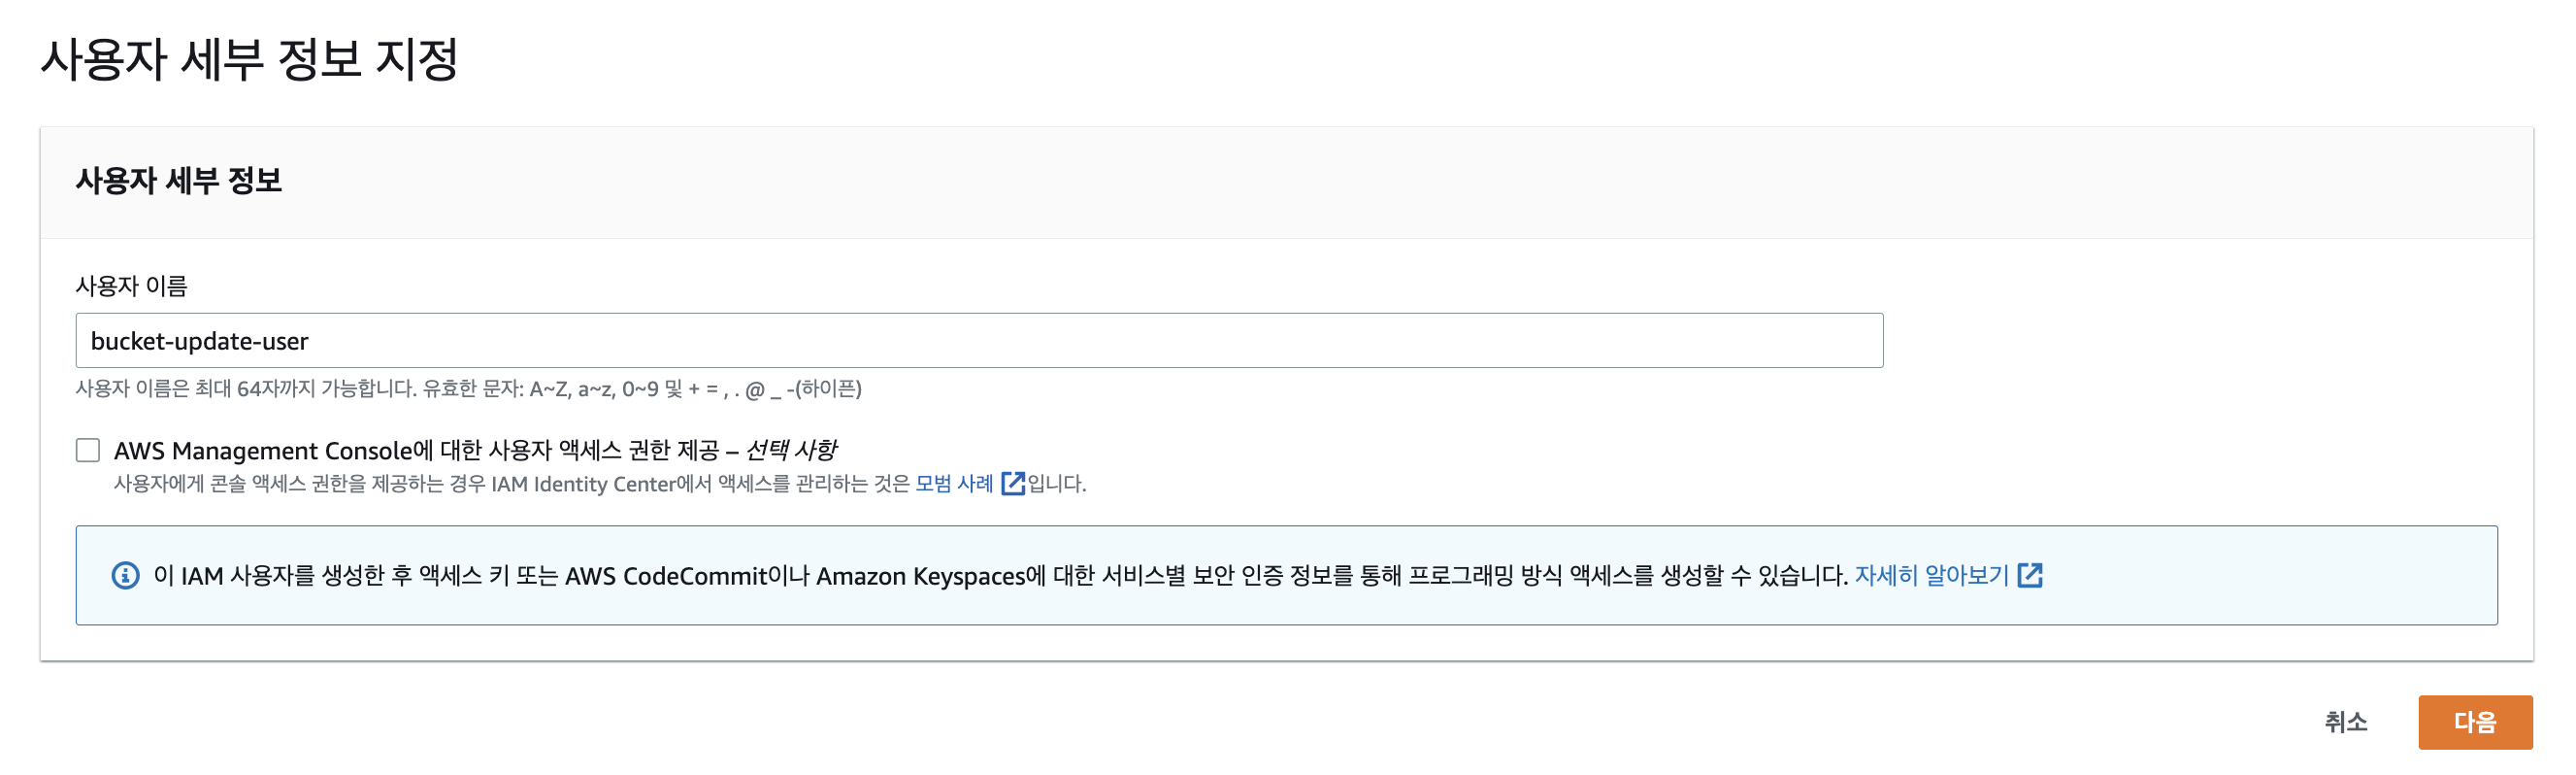 사용자 세부 정보 지정
사용자 세부 정보
사용자 이름
bucket-update-user
사용자 이름은 최대 64자까지 가능합니다. 유효한 문자: A~Z, a~z, 0~9 및 + = , . @ _ -(하이픈)
AWS Management Console에 대한 사용자 액세스 권한 제공 – 선택 사항
사용자에게 콘솔 액세스 권한을 제공하는 경우 IAM Identity Center에서 액세스를 관리하는 것은 모범 사례 입니다.
이 IAM 사용자를 생성한 후 액세스 키 또는 AWS CodeCommit이나 Amazon Keyspaces에 대한 서비스별 보안 인증 정보를 통해 프로그래밍 방식 액세스를 생성할 수 있습니다. 자세히 알아보기
취소 다음